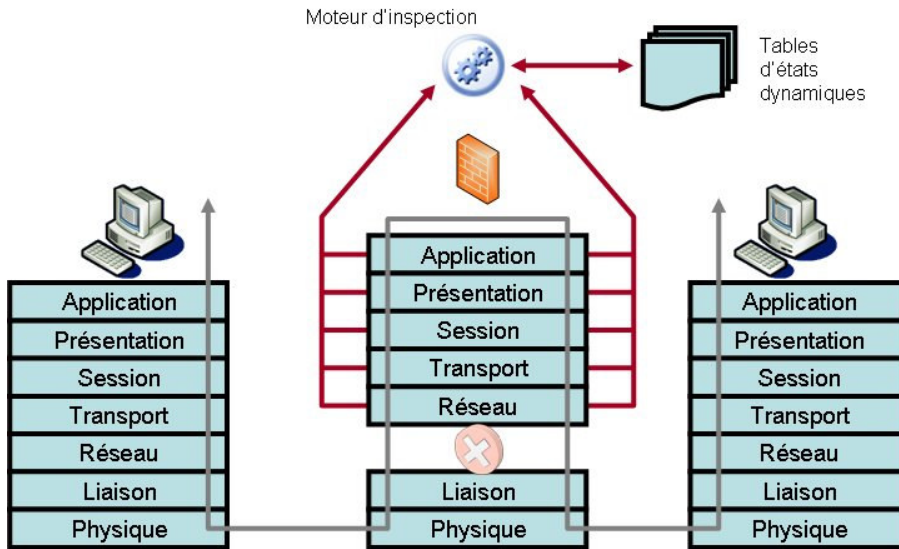 Moteur d'inspection
Tables
d'états
dynamiques
Application
Présentation
Session
Transport
Réseau
Liaison
Physique
Application
Présentation
Session
Transport
Réseau
Liaison
Physique
Application
Présentation
Session
Transport
Réseau
Liaison
Physique